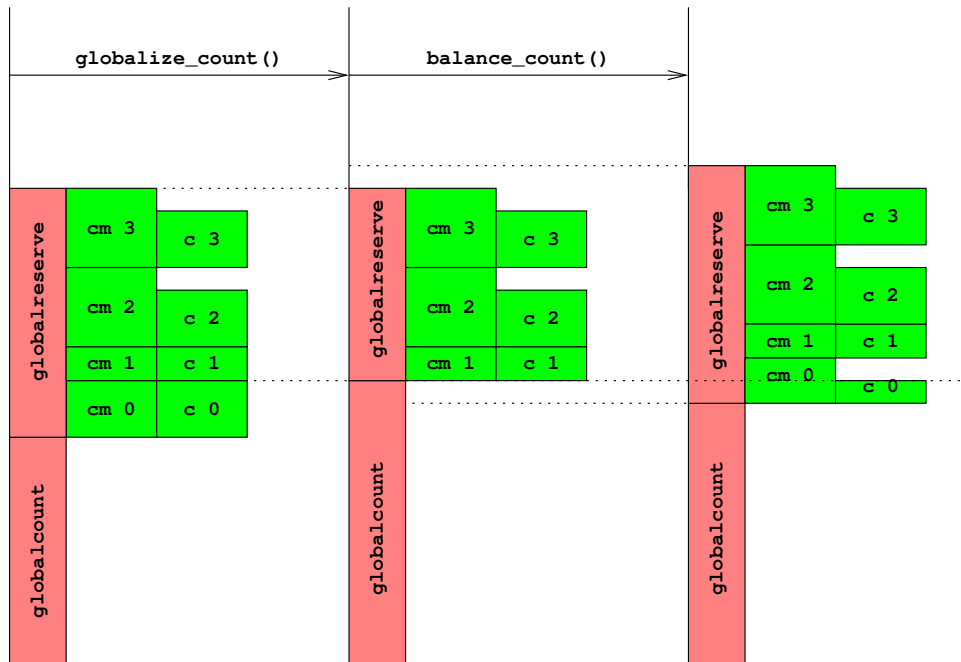 globalize_count()
balance_count()
globalreserve
cm 3
c 3
cm 2
c 2
cm 1
c 1
cm 0
c 0
globalcount
globalreserve
cm 3
c 3
cm 2
c 2
cm 1
c 1
globalcount
globalreserve
cm 3
c 3
cm 2
c 2
cm 1
c 1
cm 0
c 0
globalcount